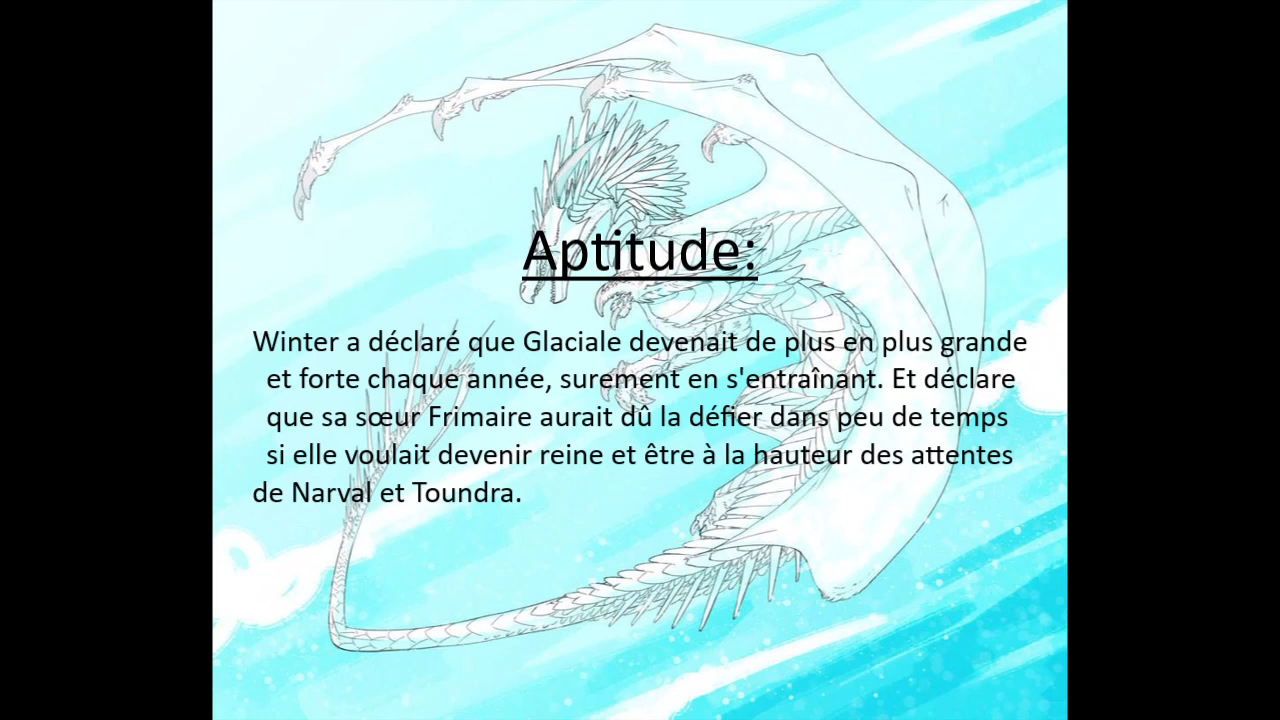 Aptitude:
Winter a déclaré que Glaciale devenait de plus en plus grande
et forte chaque année, surement en s'entraînant. Et déclare
que sa sœur Frimaire aurait dû la défier dans peu de temps
si elle voulait devenir reine et être à la hauteur des attentes
de Narval et Toundra.